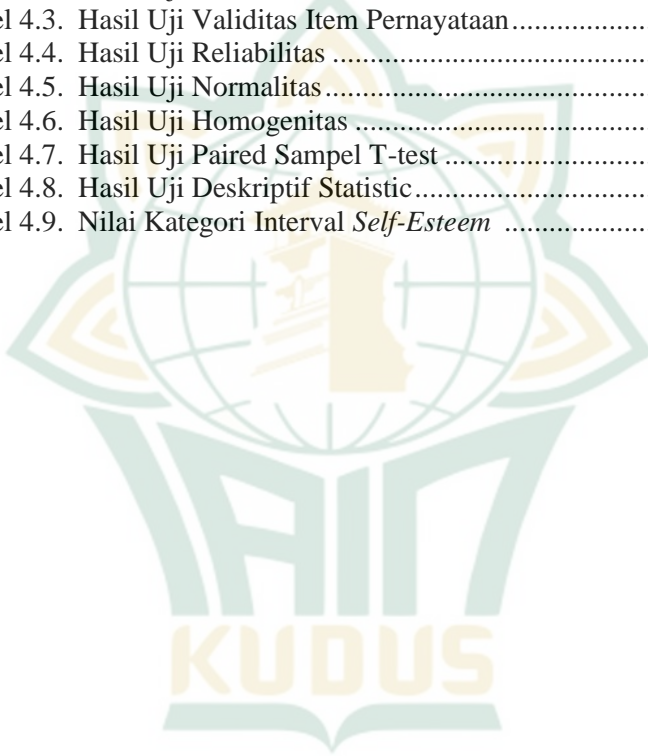 el 4.3. Hasil Uji Validitas Item Pernayataan....................
el 4.4. Hasil Uji Reliabilitas ..............................................
el 4.5. Hasil Uji Normalitas...............................................
el 4.6. Hasil Uji Homogenitas ..........................................
el 4.7. Hasil Uji Paired Sampel T-test ............................
el 4.8. Hasil Uji Deskriptif Statistic..................................
el 4.9. Nilai Kategori Interval Self-Esteem ....................
IAIN
KUDUS